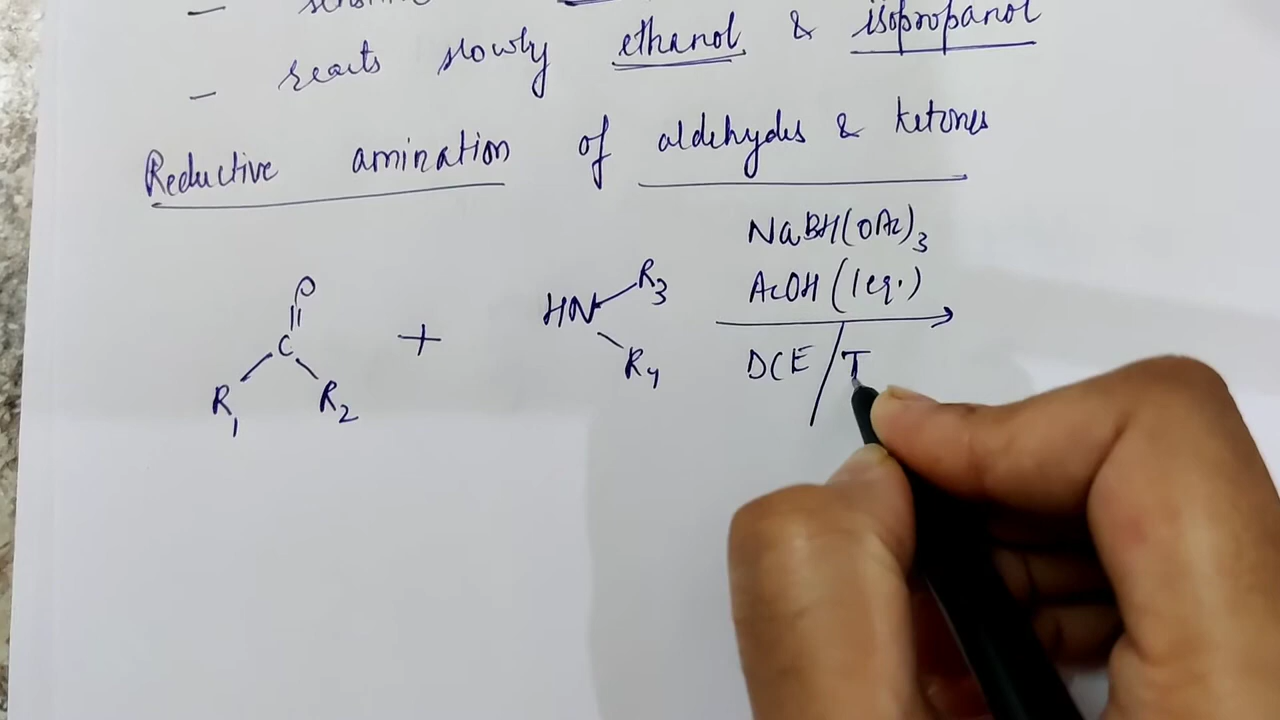 – reacts slowly ethanol & isopropanol
Reductive amination of aldehydes & ketones
NaBH(OAc)3
AcOH (1eq.)
O
C
R1 R2
+
HN R3
R4
DCE / T